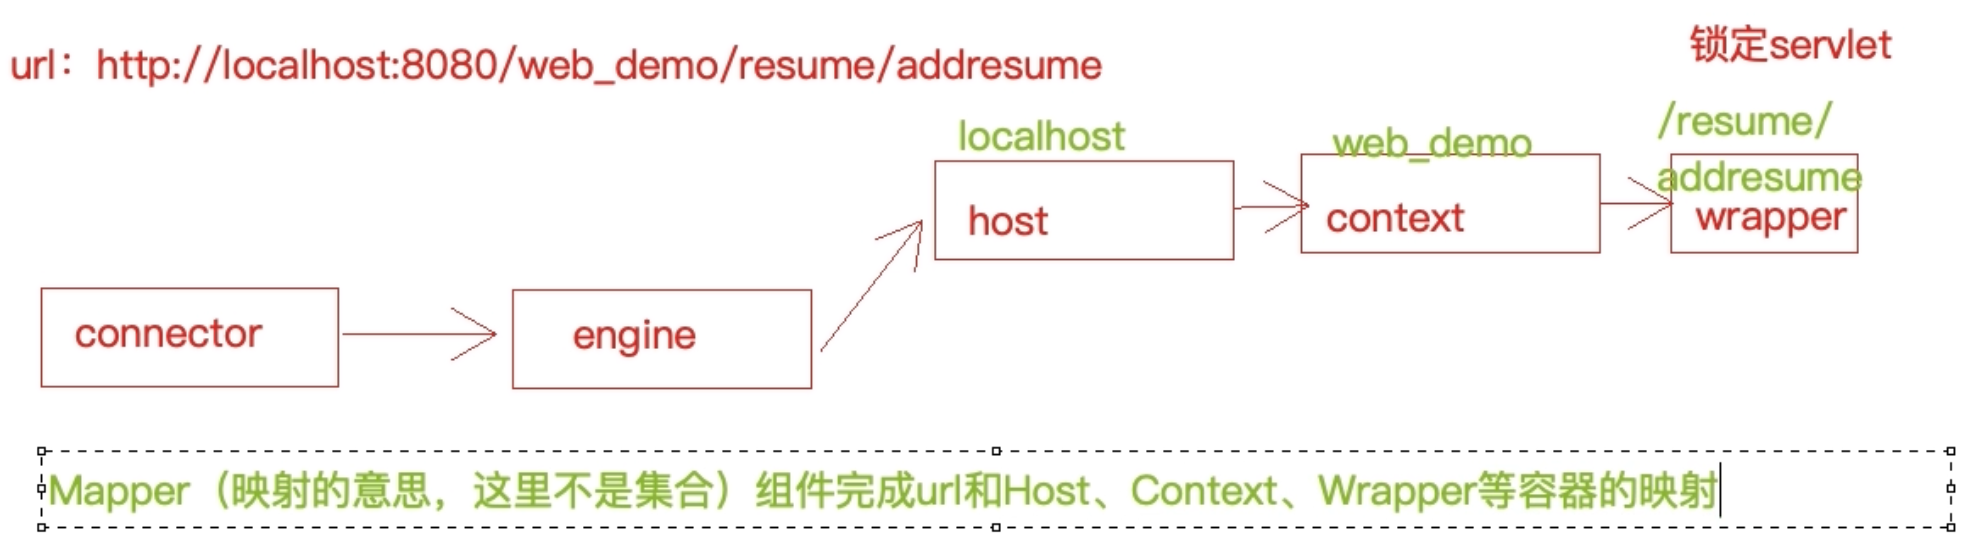 url：http://localhost:8080/web_demo/resume/addresume
锁定servlet
localhost
host
web_demo
context
/resume/
addresume
wrapper
connector
engine
Mapper（映射的意思，这里不是集合）组件完成url和Host、Context、Wrapper等容器的映射